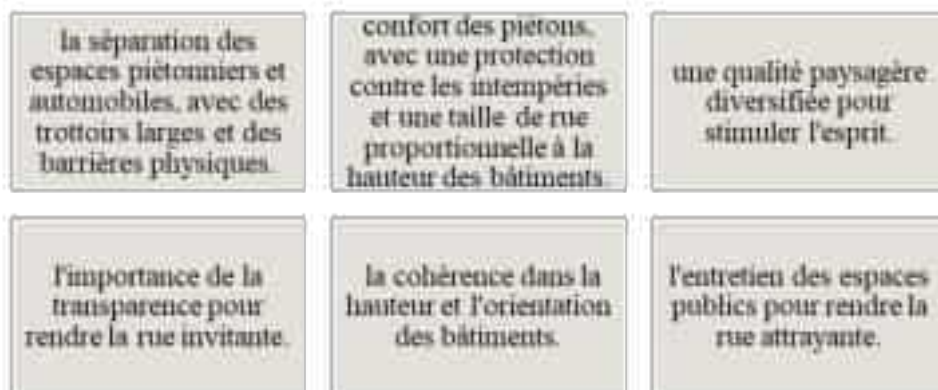 la séparation des
espaces piétonniers et
automobiles, avec des
trottoirs larges et des
barrières physiques.
confort des piétons,
avec une protection
contre les intempéries
et une taille de rue
proportionnelle à la
hauteur des bâtiments.
une qualité paysagère
diversifiée pour
stimuler l'esprit.
l'importance de la
transparence pour
rendre la rue invitante.
la cohérence dans la
hauteur et l'orientation
des bâtiments.
l'entretien des espaces
publics pour rendre la
rue attrayante.